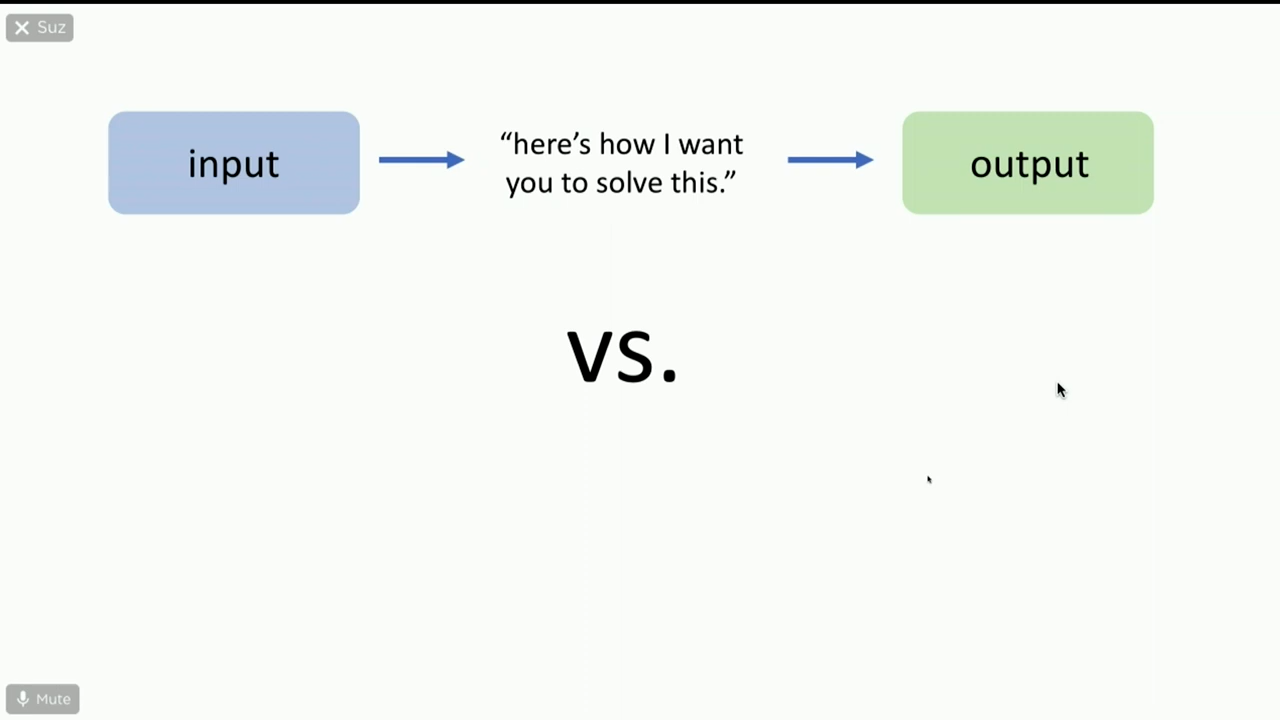 Suz
input
“here’s how I want
you to solve this.”
output
vs.
Mute